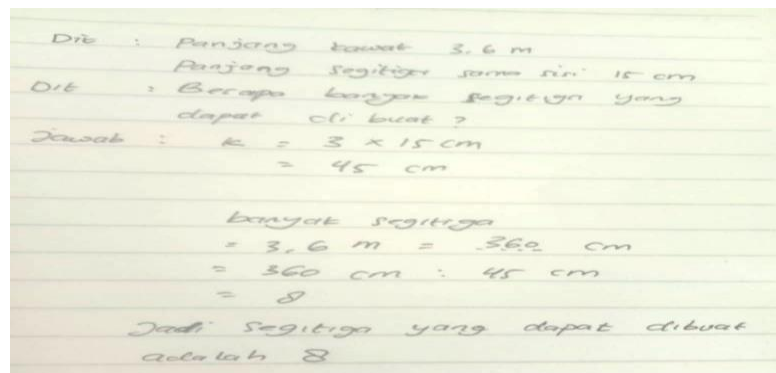 Dit : Panjang kawat 3,6 m
Panjang segitiga sama sisi 15 cm
Dit : Berapa banyak segitiga yang
dapat di buat ?
Jawab : k = 3 x 15 cm
= 45 cm
banyak segitiga
= 3,6 m = 360 cm
= 360 cm : 45 cm
= 8
Jadi segitiga yang dapat dibuat
adalah 8